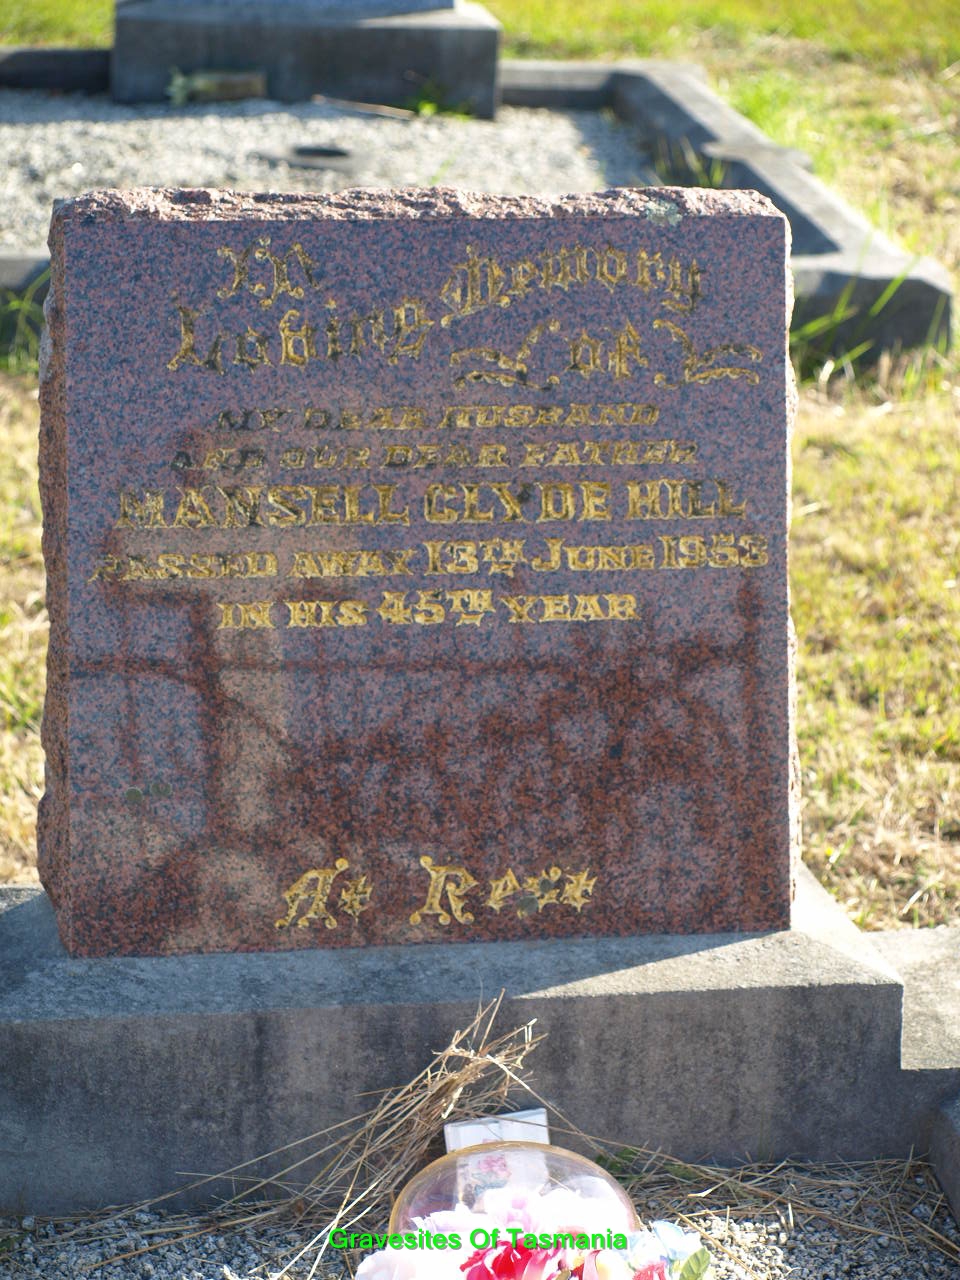 In
Loving Memory
of
MY DEAR HUSBAND
AND OUR DEAR FATHER
MANSELL CLYDE HILL
PASSED AWAY 13TH JUNE 1953
IN HIS 45TH YEAR
At Rest
Gravesites Of Tasmania